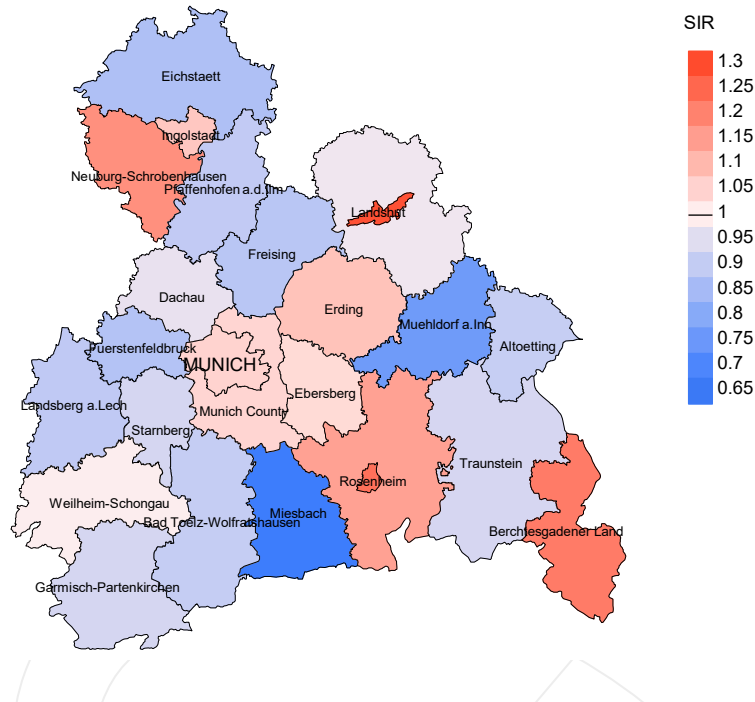 SIR
1.3
1.25
1.2
1.15
1.1
1.05
1
0.95
0.9
0.85
0.8
0.75
0.7
0.65
Eichstaett
Ingolstadt
Neuburg-Schrobenhausen
Pfaffenhofen a.d.Ilm
Landshut
Freising
Dachau
Erding
Muehldorf a.Inn
Altoetting
Fuerstenfeldbruck
MUNICH
Ebersberg
Landsberg a.Lech
Munich County
Starnberg
Traunstein
Rosenheim
Weilheim-Schongau
Miesbach
Bad Toelz-Wolfratshausen
Berchtesgadener Land
Garmisch-Partenkirchen